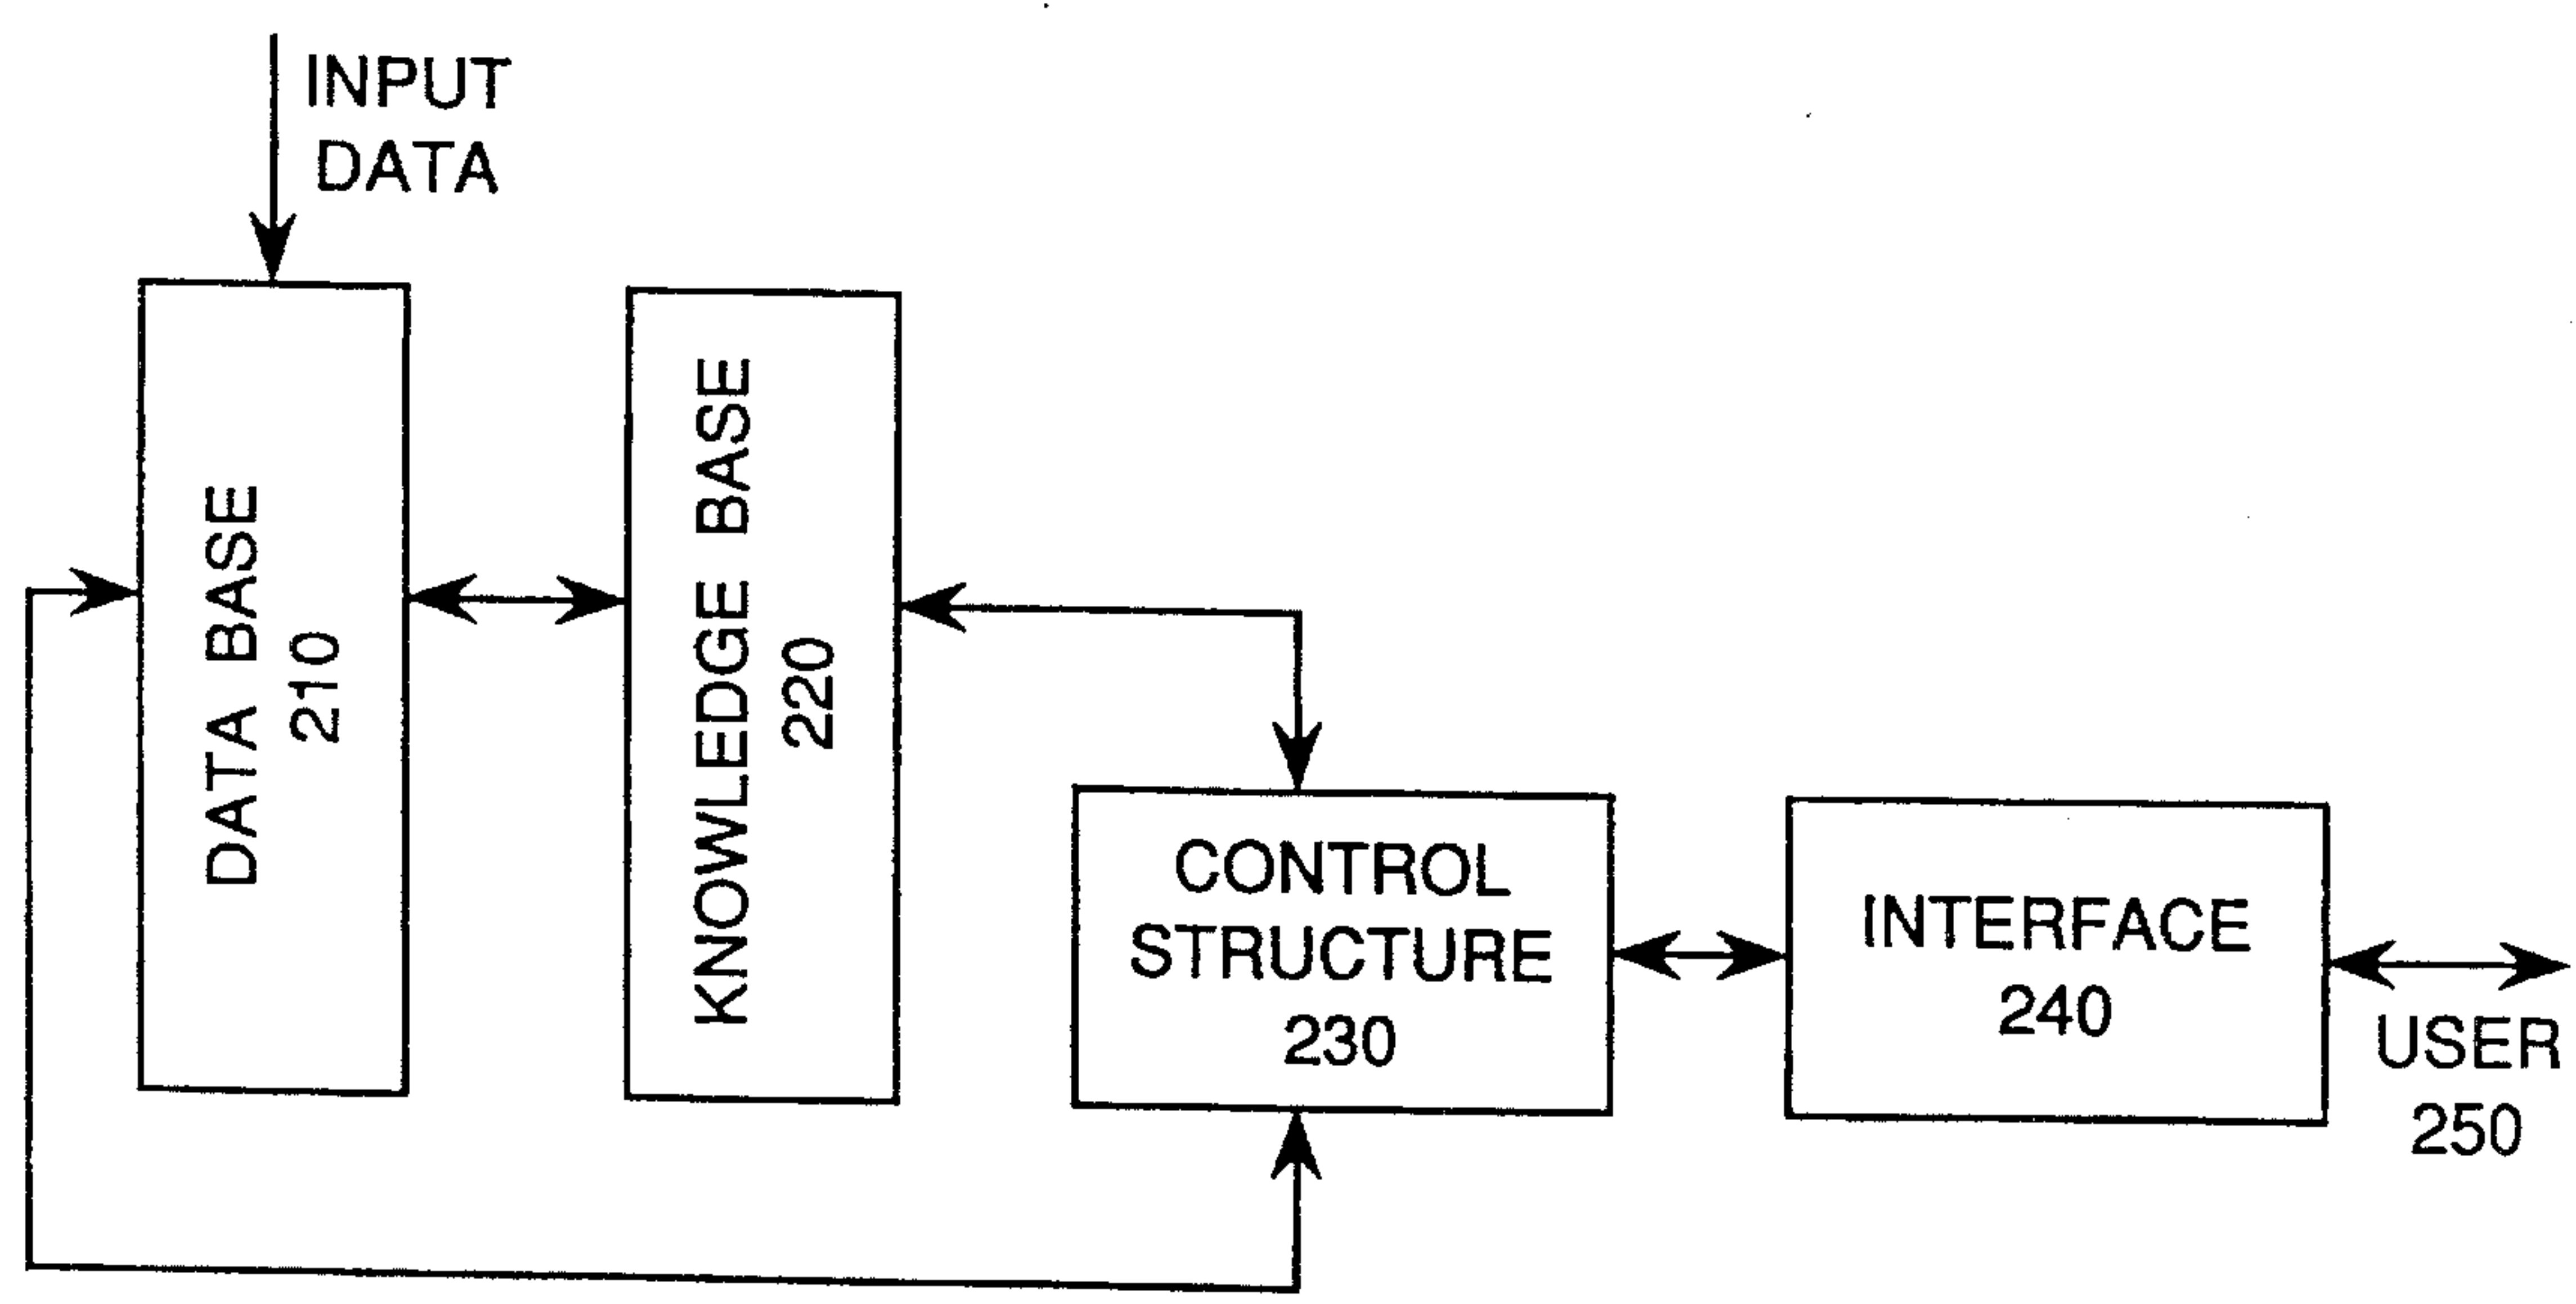 INPUT
DATA
DATA BASE
210
KNOWLEDGE BASE
220
CONTROL
STRUCTURE
230
INTERFACE
240
USER
250